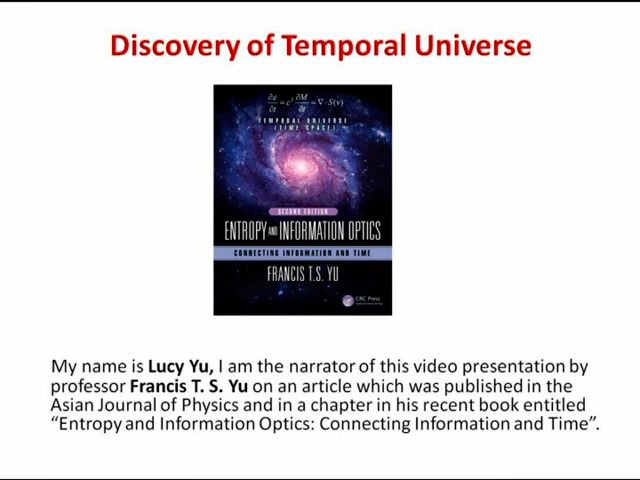 Discovery of Temporal Universe
∂ε/∂t = c² ∂M/∂t = ∇ · S(v)
TEMPORAL UNIVERSE
(TIME SPACE)
SECOND EDITION
ENTROPY AND INFORMATION OPTICS
CONNECTING INFORMATION AND TIME
FRANCIS T.S. YU
CRC Press
My name is Lucy Yu, I am the narrator of this video presentation by
professor Francis T. S. Yu on an article which was published in the
Asian Journal of Physics and in a chapter in his recent book entitled
“Entropy and Information Optics: Connecting Information and Time”.